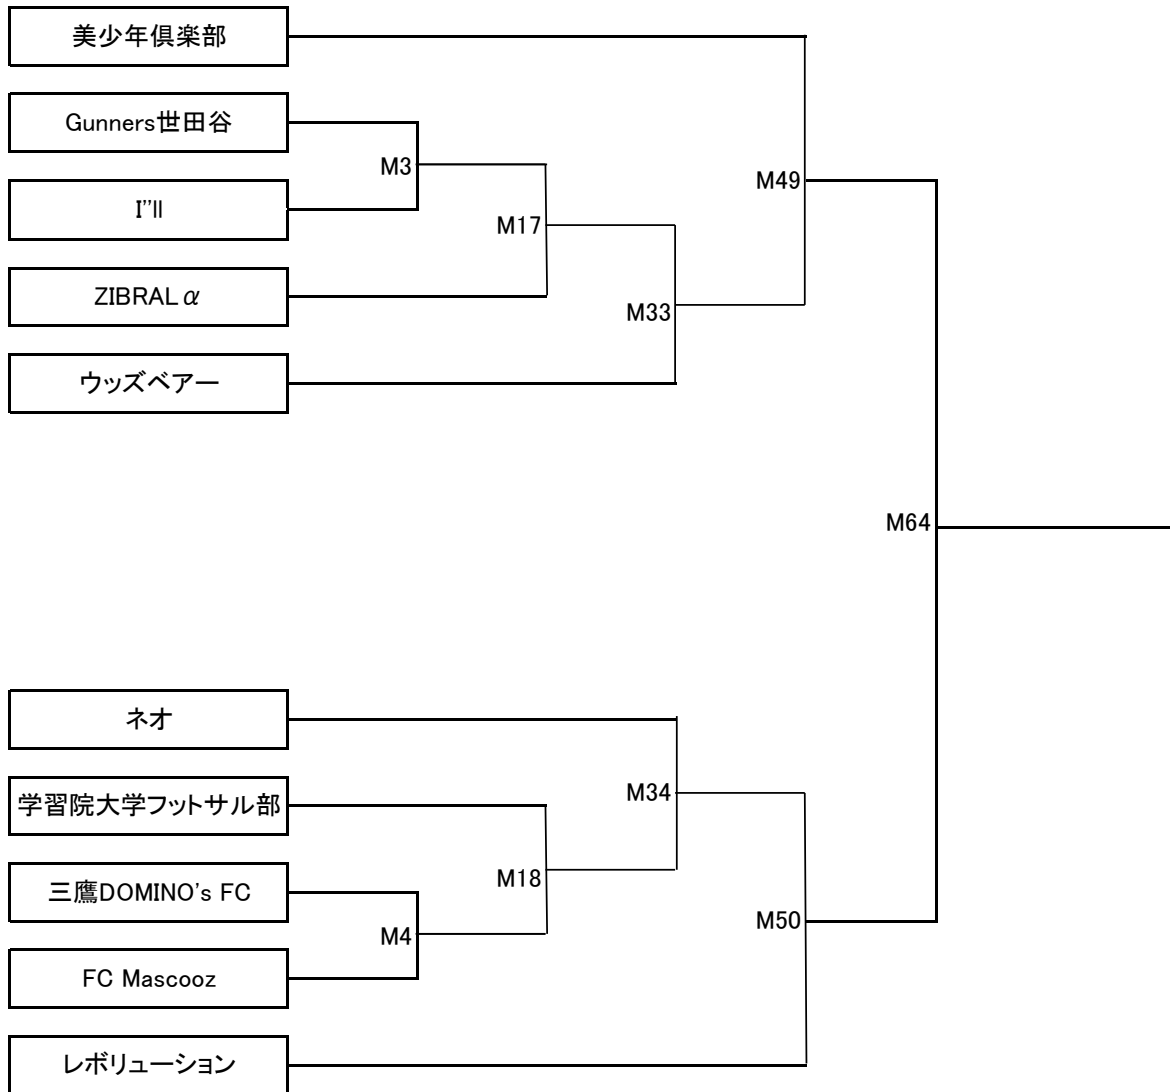 美少年倶楽部
Gunners世田谷
M3
M49
I”ll
M17
ZIBRALα
M33
ウッズベアー
M64
ネオ
M34
学習院大学フットサル部
M18
三鷹DOMINO's FC
M50
M4
FC Mascooz
レボリューション